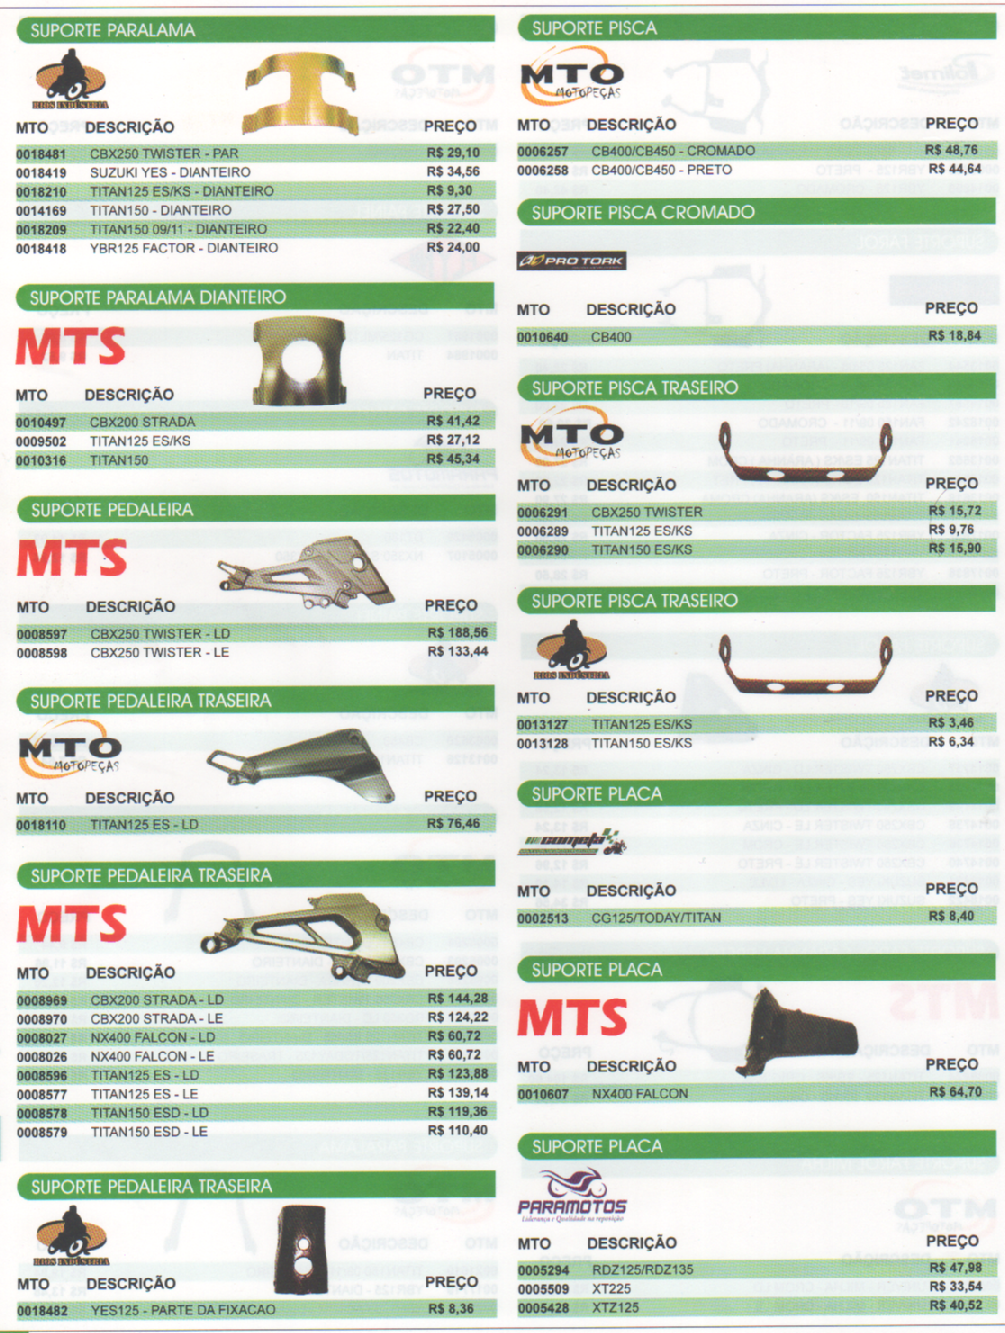 SUPORTE PARALAMA
RIOS INDÚSTRIA
MTO DESCRIÇÃO PREÇO
0018481 CBX250 TWISTER - PAR R$ 29,10
0018419 SUZUKI YES - DIANTEIRO R$ 34,56
0018210 TITAN125 ES/KS - DIANTEIRO R$ 9,30
0014169 TITAN150 - DIANTEIRO R$ 27,50
0018209 TITAN150 09/11 - DIANTEIRO R$ 22,40
0018418 YBR125 FACTOR - DIANTEIRO R$ 24,00
SUPORTE PARALAMA DIANTEIRO
MTS
MTO DESCRIÇÃO PREÇO
0010497 CBX200 STRADA R$ 41,42
0009502 TITAN125 ES/KS R$ 27,12
0010316 TITAN150 R$ 45,34
SUPORTE PEDALEIRA
MTS
MTO DESCRIÇÃO PREÇO
0008597 CBX250 TWISTER - LD R$ 188,56
0008598 CBX250 TWISTER - LE R$ 133,44
SUPORTE PEDALEIRA TRASEIRA
MTO
MOTOPEÇAS
MTO DESCRIÇÃO PREÇO
0018110 TITAN125 ES - LD R$ 76,46
SUPORTE PEDALEIRA TRASEIRA
MTS
MTO DESCRIÇÃO PREÇO
0008969 CBX200 STRADA - LD R$ 144,28
0008970 CBX200 STRADA - LE R$ 124,22
0008027 NX400 FALCON - LD R$ 60,72
0008026 NX400 FALCON - LE R$ 60,72
0008596 TITAN125 ES - LD R$ 123,88
0008577 TITAN125 ES - LE R$ 139,14
0008578 TITAN150 ESD - LD R$ 119,36
0008579 TITAN150 ESD - LE R$ 110,40
SUPORTE PEDALEIRA TRASEIRA
RIOS INDÚSTRIA
MTO DESCRIÇÃO PREÇO
0018482 YES125 - PARTE DA FIXACAO R$ 8,36
SUPORTE PISCA
MTO
MOTOPEÇAS
MTO DESCRIÇÃO PREÇO
0006257 CB400/CB450 - CROMADO R$ 48,76
0006258 CB400/CB450 - PRETO R$ 44,64
SUPORTE PISCA CROMADO
PRO TORK
MTO DESCRIÇÃO PREÇO
0010640 CB400 R$ 18,84
SUPORTE PISCA TRASEIRO
MTO
MOTOPEÇAS
MTO DESCRIÇÃO PREÇO
0006291 CBX250 TWISTER R$ 15,72
0006289 TITAN125 ES/KS R$ 9,76
0006290 TITAN150 ES/KS R$ 15,90
SUPORTE PISCA TRASEIRO
RIOS INDÚSTRIA
MTO DESCRIÇÃO PREÇO
0013127 TITAN125 ES/KS R$ 3,46
0013128 TITAN150 ES/KS R$ 6,34
SUPORTE PLACA
cometa
MTO DESCRIÇÃO PREÇO
0002513 CG125/TODAY/TITAN R$ 8,40
SUPORTE PLACA
MTS
MTO DESCRIÇÃO PREÇO
0010607 NX400 FALCON R$ 64,70
SUPORTE PLACA
PARAMOTOS
Liderança e Qualidade na reposição
MTO DESCRIÇÃO PREÇO
0005294 RDZ125/RDZ135 R$ 47,98
0005509 XT225 R$ 33,54
0005428 XTZ125 R$ 40,52